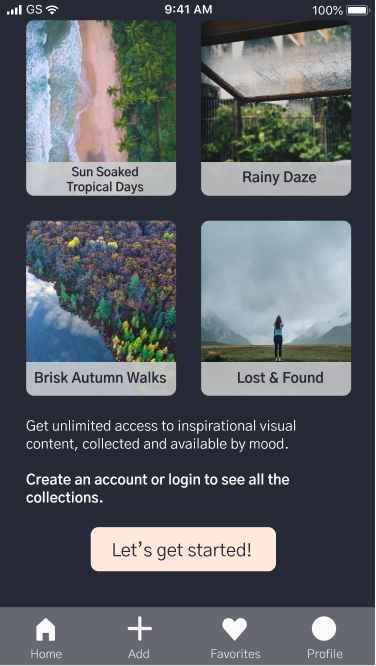 GS 9:41 AM 100%
Sun Soaked
Tropical Days
Rainy Daze
Brisk Autumn Walks
Lost & Found
Get unlimited access to inspirational visual
content, collected and available by mood.
Create an account or login to see all the
collections.
Let's get started!
Home Add Favorites Profile